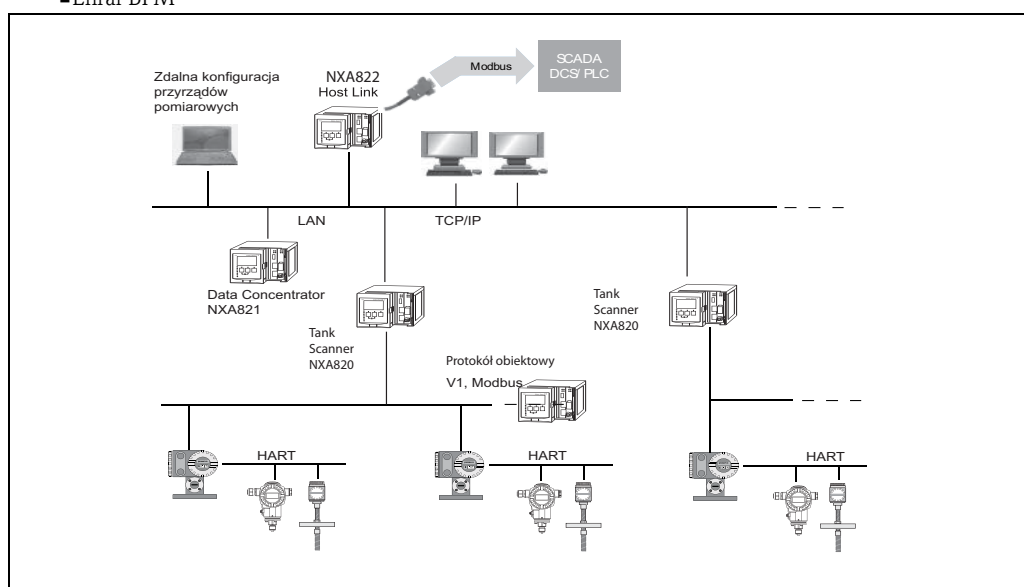 Zdalna konfiguracja
przyrządów
pomiarowych
NXA822
Host Link
Modbus
SCADA
DCS/ PLC
LAN
TCP/IP
Data Concentrator
NXA821
Tank
Scanner
NXA820
Tank
Scanner
NXA820
Protokół obiektowy
V1, Modbus
HART
HART
HART